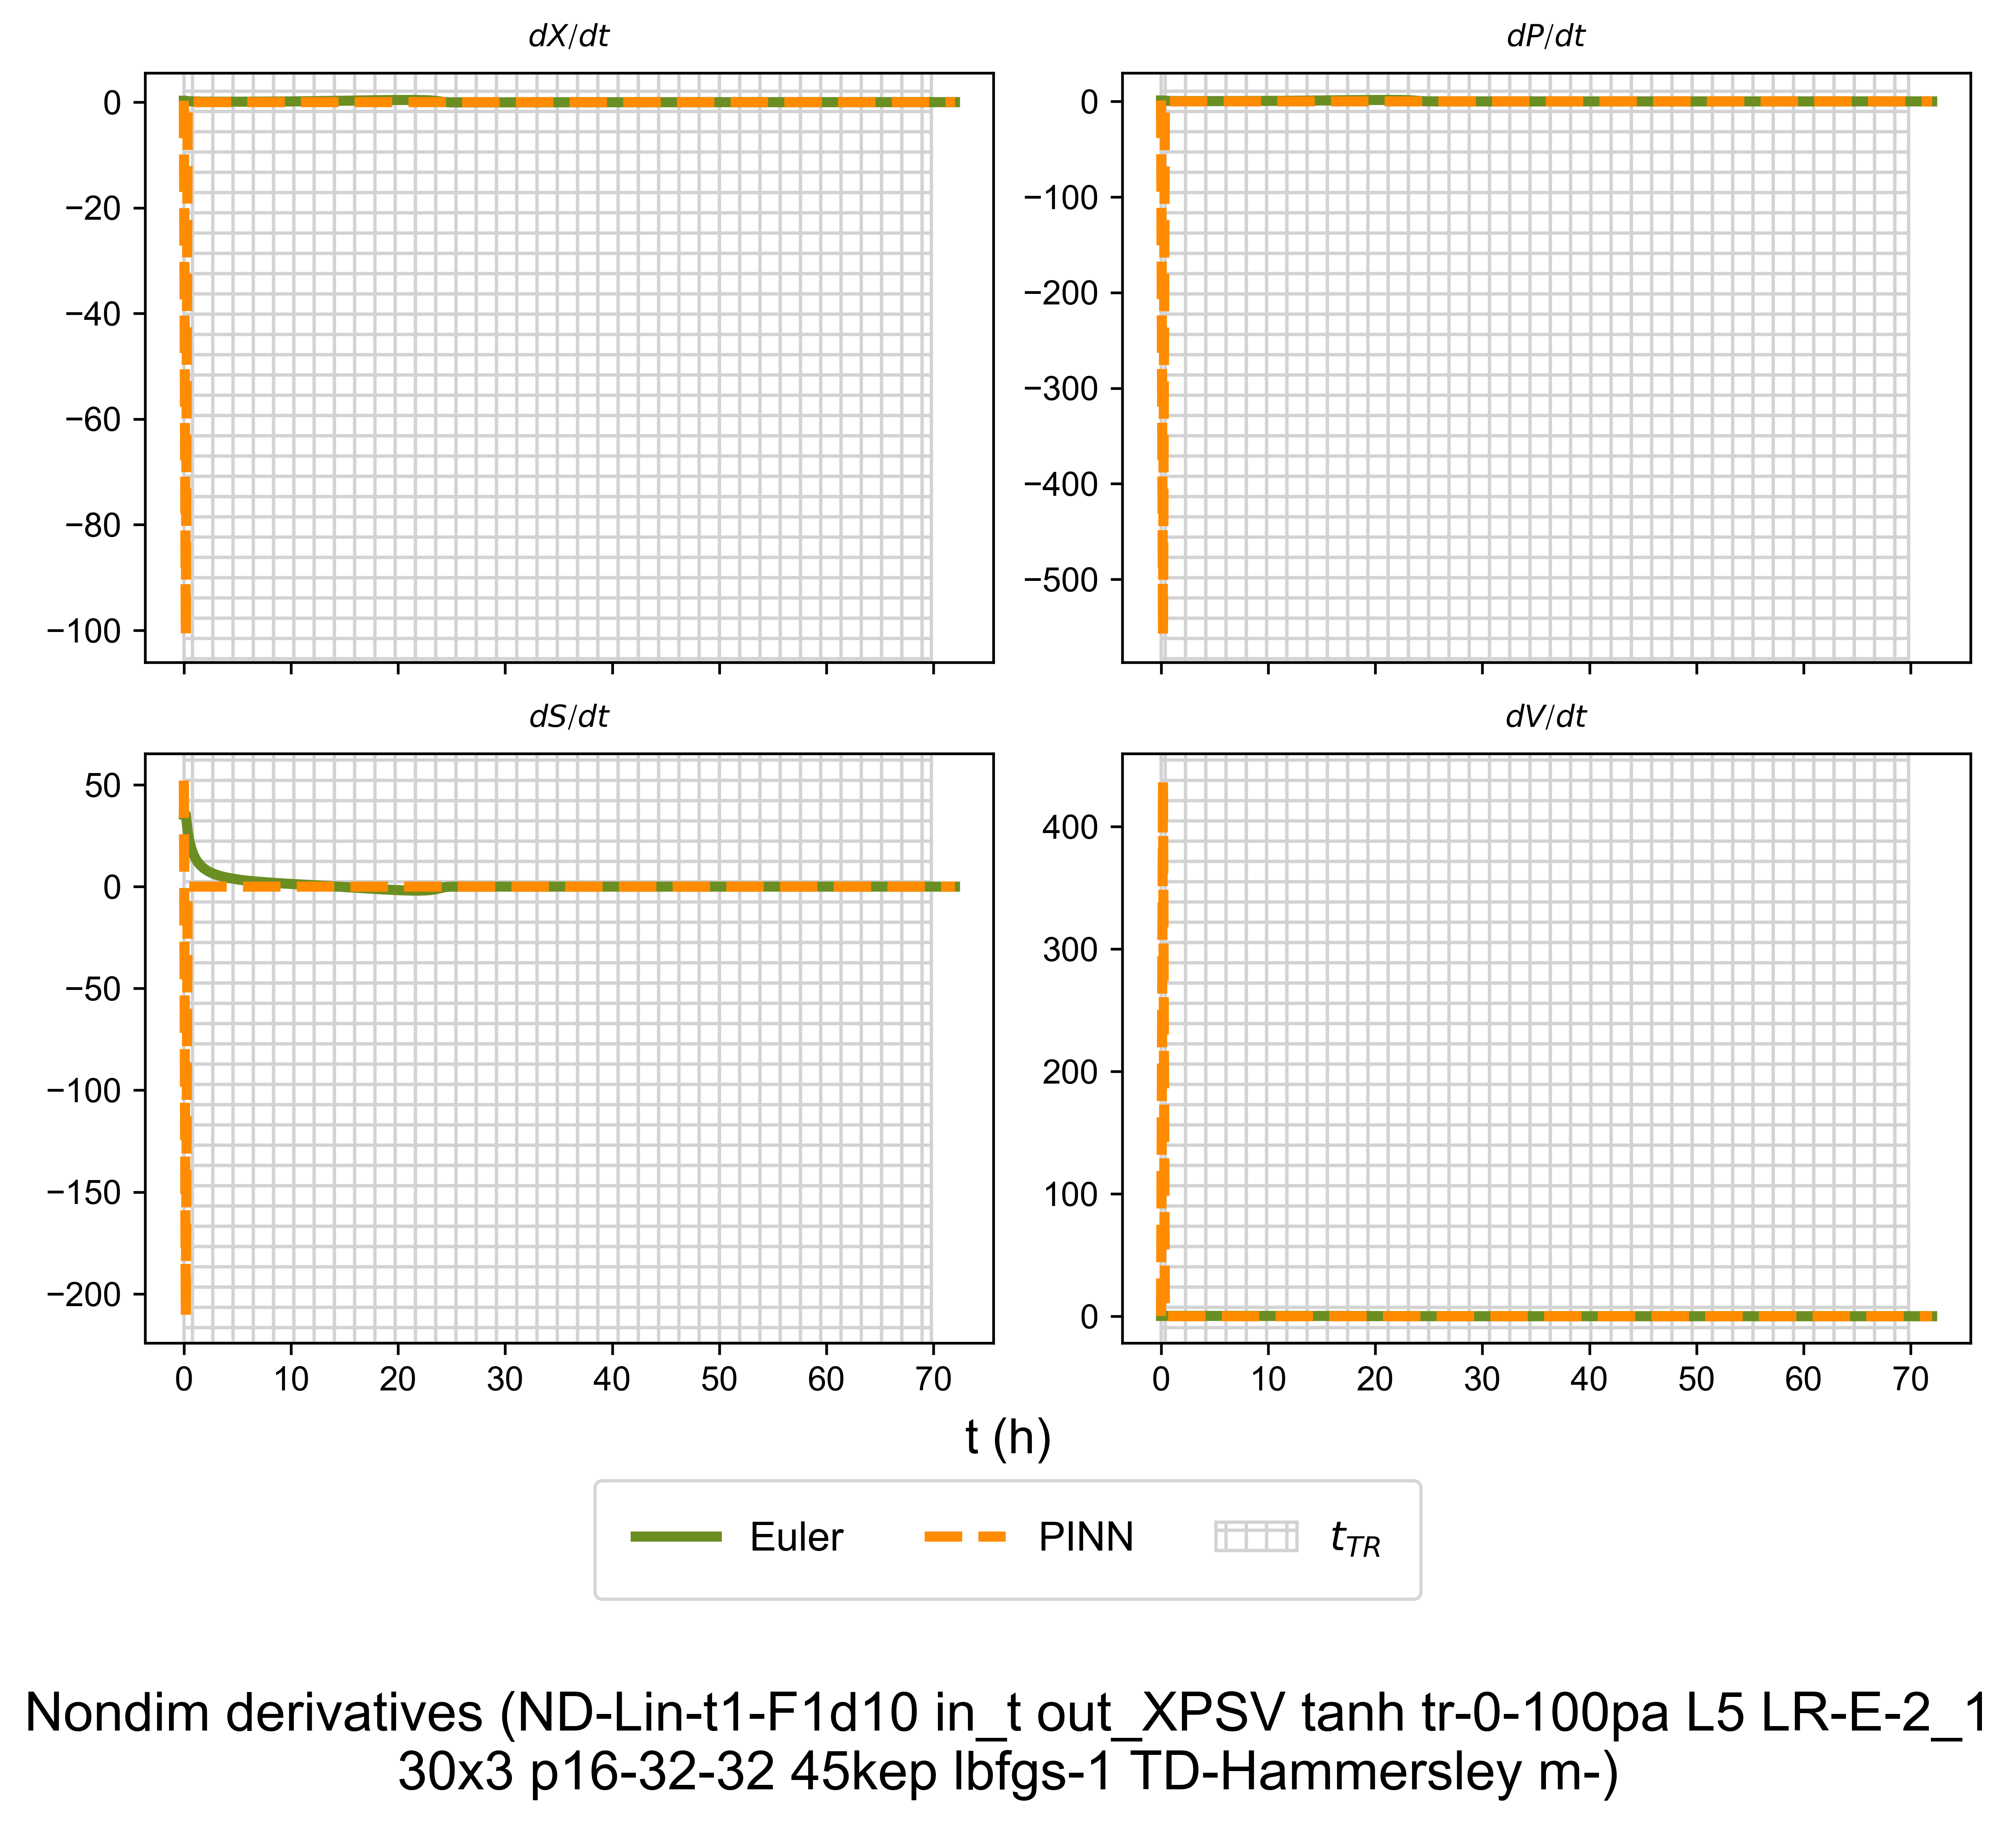 dX/dt
dP/dt
0
−20
−40
−60
−80
−100
0
−100
−200
−300
−400
−500
dS/dt
dV/dt
50
0
−50
−100
−150
−200
0 10 20 30 40 50 60 70
400
300
200
100
0
0 10 20 30 40 50 60 70
t (h)
Euler PINN t_TR
Nondim derivatives (ND-Lin-t1-F1d10 in_t out_XPSV tanh tr-0-100pa L5 LR-E-2_1
30x3 p16-32-32 45kep lbfgs-1 TD-Hammersley m-)